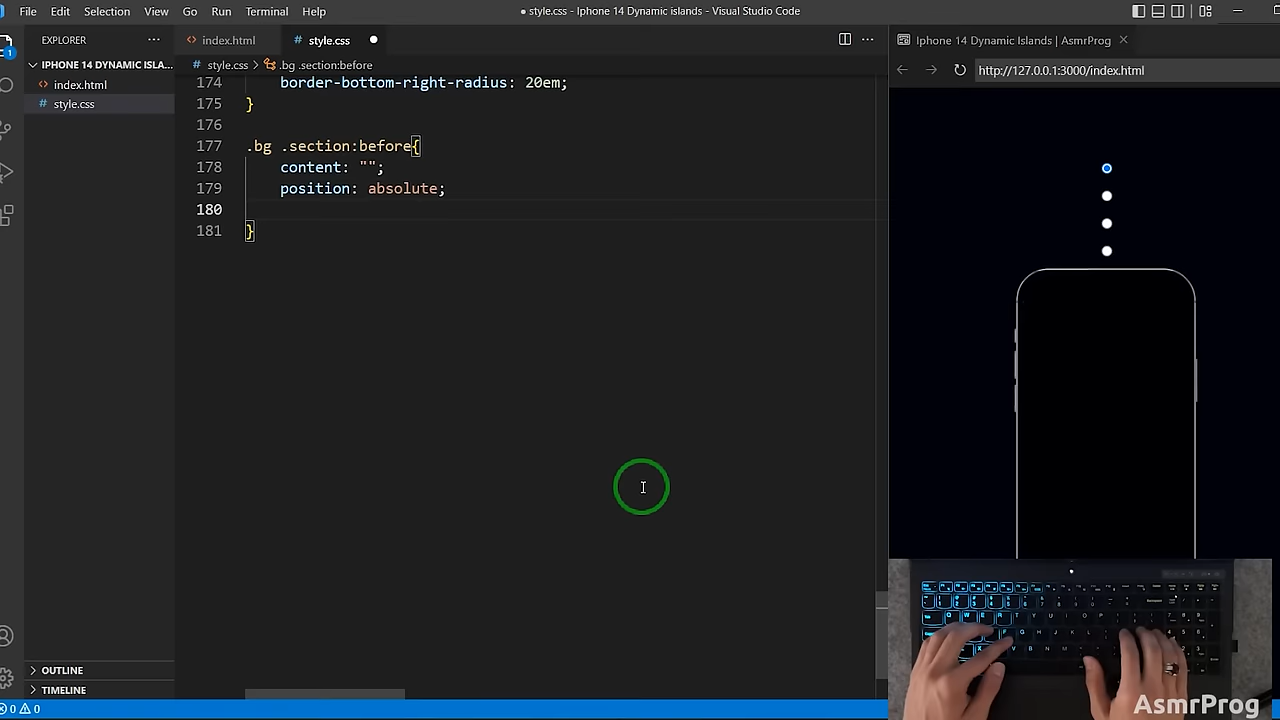 File Edit Selection View Go Run Terminal Help
● style.css - Iphone 14 Dynamic islands - Visual Studio Code
EXPLORER
1
IPHONE 14 DYNAMIC ISLA...
index.html
style.css
OUTLINE
TIMELINE
0 0
index.html
style.css
style.css > .bg .section:before
174 border-bottom-right-radius: 20em;
175 }
176
177 .bg .section:before{
178 content: "";
179 position: absolute;
180
181 }
Iphone 14 Dynamic Islands | AsmrProg
http://127.0.0.1:3000/index.html
AsmrProg